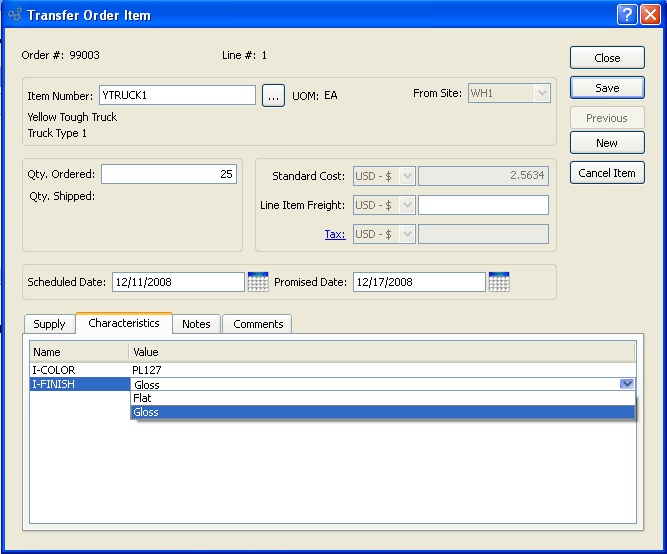 Transfer Order Item
Order #: 99003 Line #: 1
Close
Item Number: YTRUCK1 ... UOM: EA From Site: WH1
Save
Yellow Tough Truck
Previous
Truck Type 1
New
Qty. Ordered: 25 Standard Cost: USD - $ 2.5634
Cancel Item
Qty. Shipped:
Line Item Freight: USD - $
Tax: USD - $
Scheduled Date: 12/11/2008 Promised Date: 12/17/2008
Supply Characteristics Notes Comments
Name Value
I-COLOR PL127
I-FINISH Gloss
Flat
Gloss